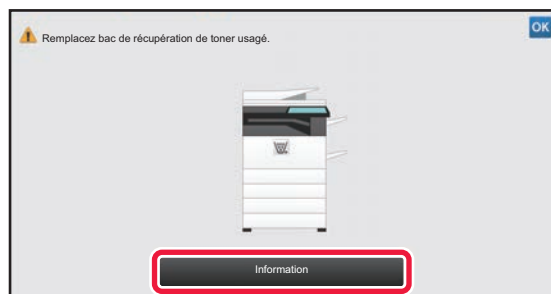 Remplacez bac de récupération de toner usagé.
OK
Information